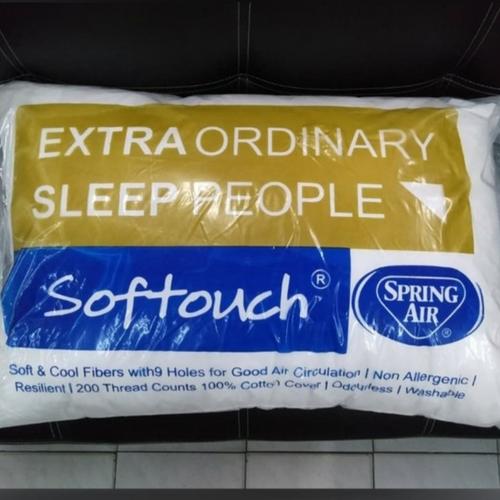 EXTRA ORDINARY
SLEEP PEOPLE
Softouch®
SPRING
AIR®
Soft & Cool Fibers with9 Holes for Good Air Circulation | Non Allergenic |
Resilient | 200 Thread Counts 100% Cotton Cover | Odourless | Washable